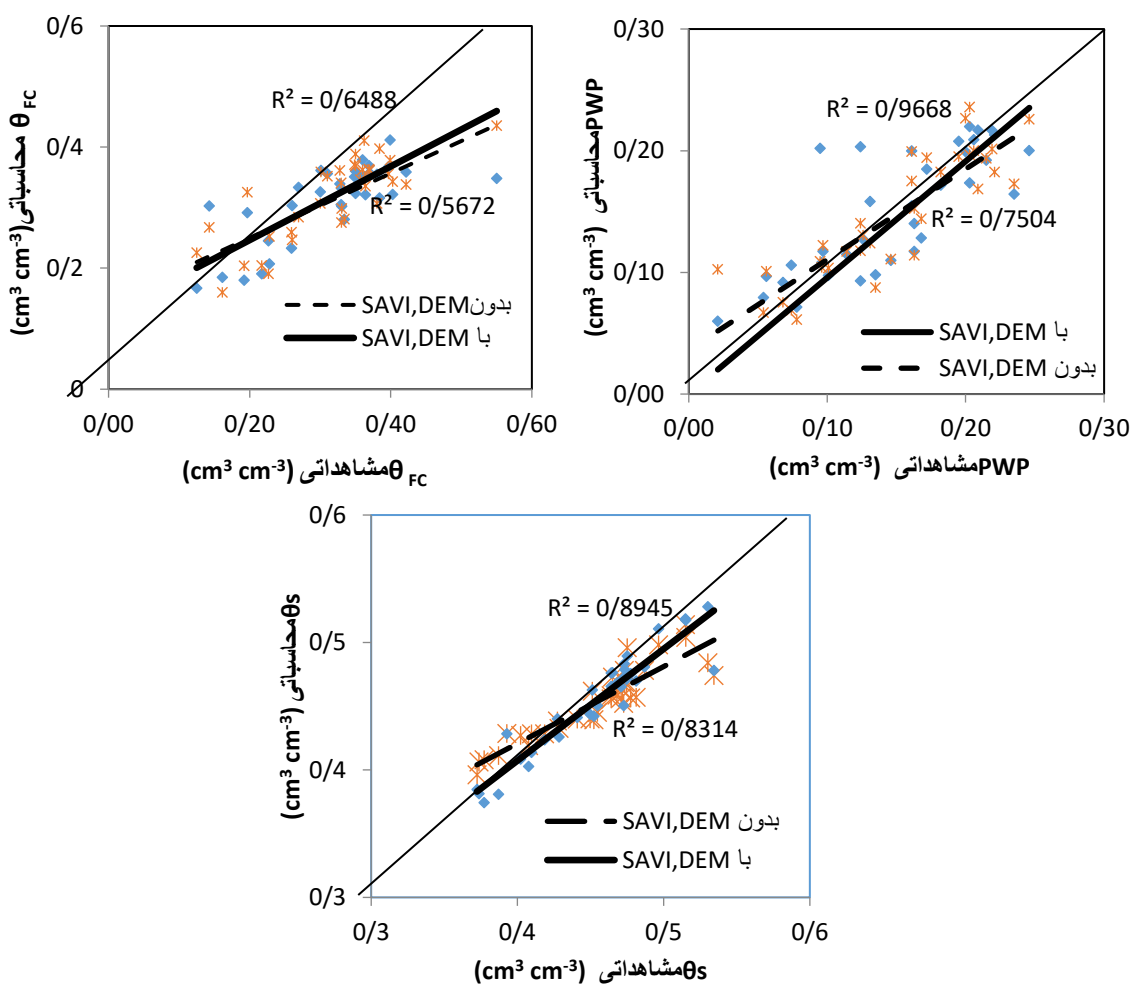 0/6
0/4
0/2
0
0/00
0/20
0/40
0/60
R² = 0/6488
R² = 0/5672
بدون SAVI,DEM
با SAVI,DEM
محاسباتی θ FC (cm³ cm⁻³)
مشاهداتی θ FC (cm³ cm⁻³)
0/30
0/20
0/10
0/00
0/00
0/10
0/20
0/30
R² = 0/9668
R² = 0/7504
با SAVI,DEM
بدون SAVI,DEM
محاسباتی PWP (cm³ cm⁻³)
مشاهداتی PWP (cm³ cm⁻³)
0/6
0/5
0/4
0/3
0/3
0/4
0/5
0/6
R² = 0/8945
R² = 0/8314
بدون SAVI,DEM
با SAVI,DEM
محاسباتی θs (cm³ cm⁻³)
مشاهداتی θs (cm³ cm⁻³)